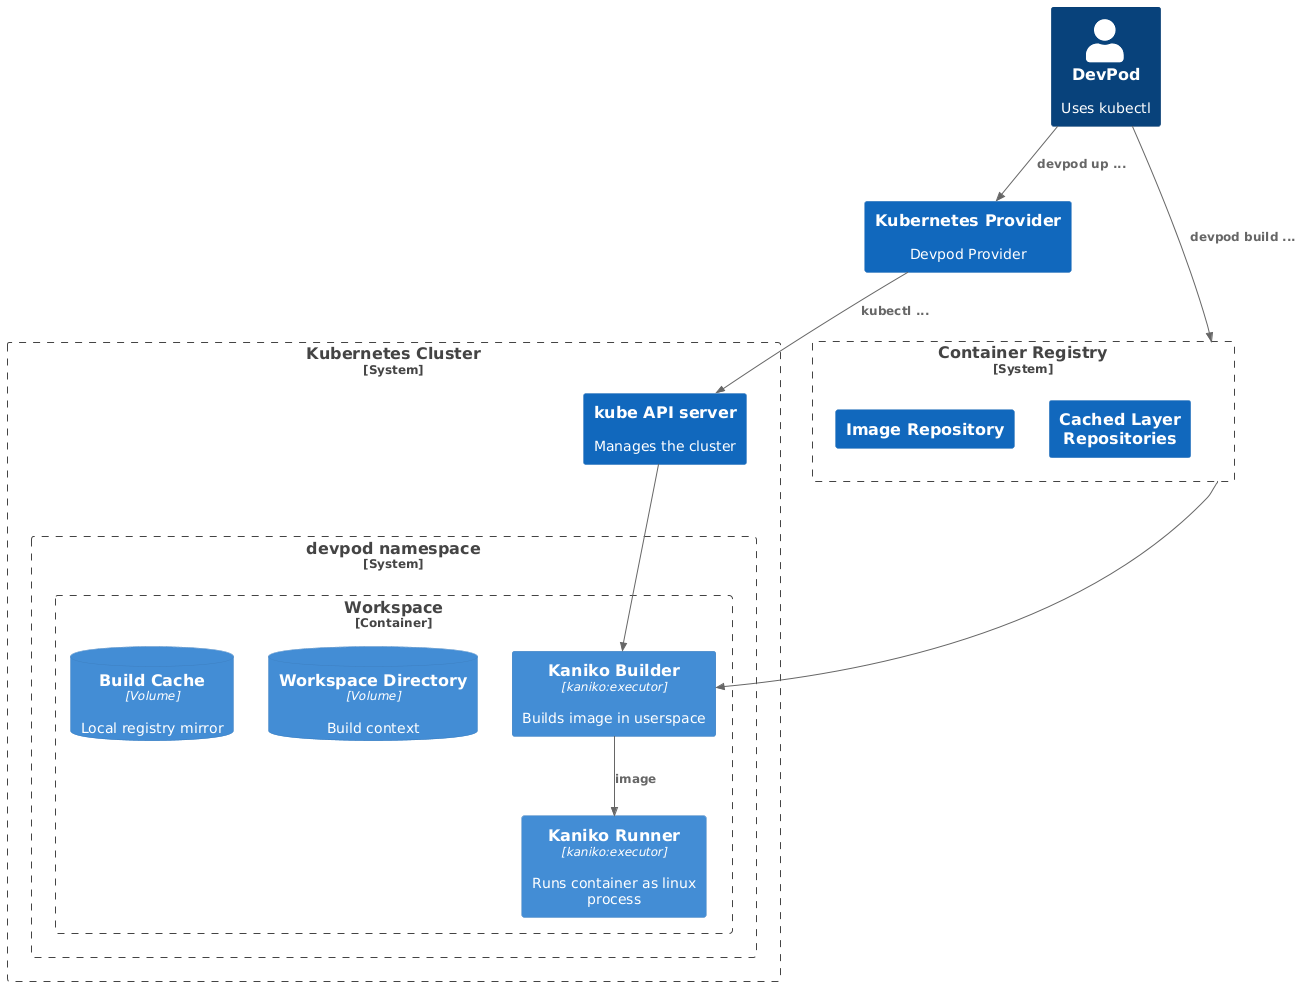 DevPod
Uses kubectl
devpod up ...
devpod build ...
Kubernetes Provider
Devpod Provider
kubectl ...
Kubernetes Cluster
[System]
Container Registry
[System]
kube API server
Manages the cluster
Image Repository
Cached Layer
Repositories
devpod namespace
[System]
Workspace
[Container]
Build Cache
[Volume]
Local registry mirror
Workspace Directory
[Volume]
Build context
Kaniko Builder
[kaniko:executor]
Builds image in userspace
image
Kaniko Runner
[kaniko:executor]
Runs container as linux
process